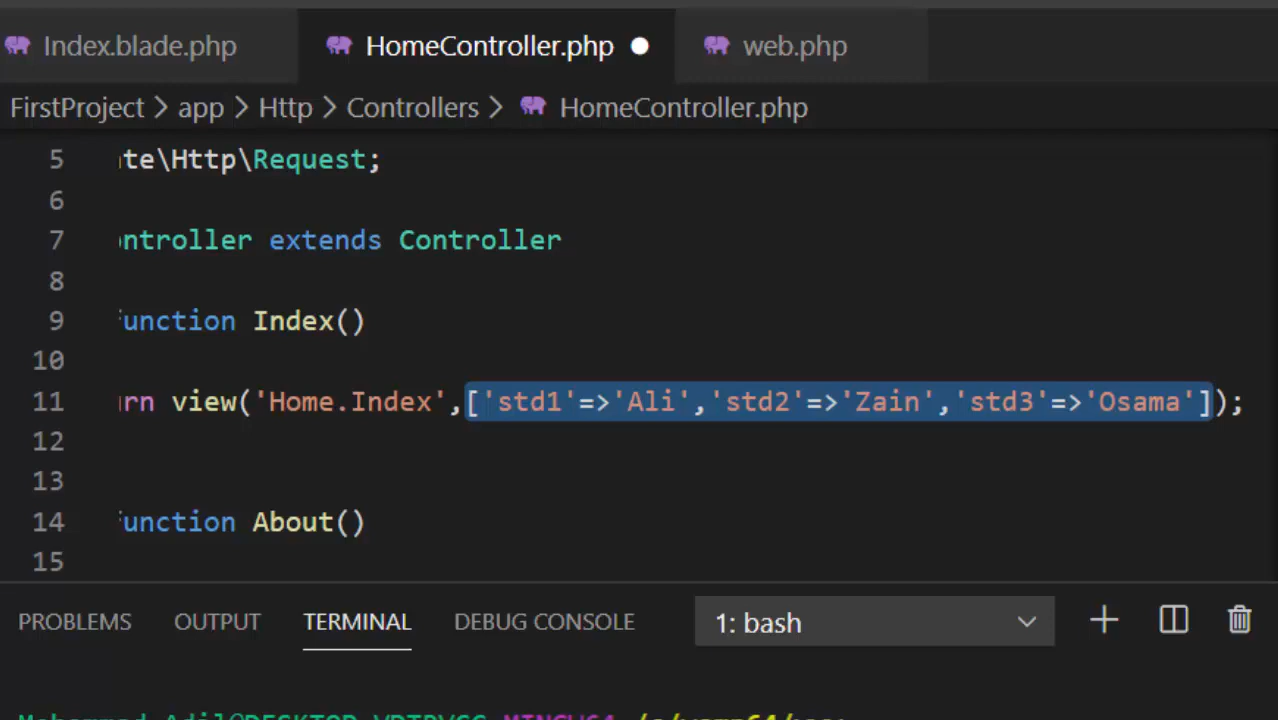 Index.blade.php HomeController.php web.php
FirstProject > app > Http > Controllers > HomeController.php
5 te\Http\Request;
6
7 ontroller extends Controller
8
9 unction Index()
10
11 urn view('Home.Index',['std1'=>'Ali','std2'=>'Zain','std3'=>'Osama']);
12
13
14 unction About()
15
PROBLEMS OUTPUT TERMINAL DEBUG CONSOLE 1: bash